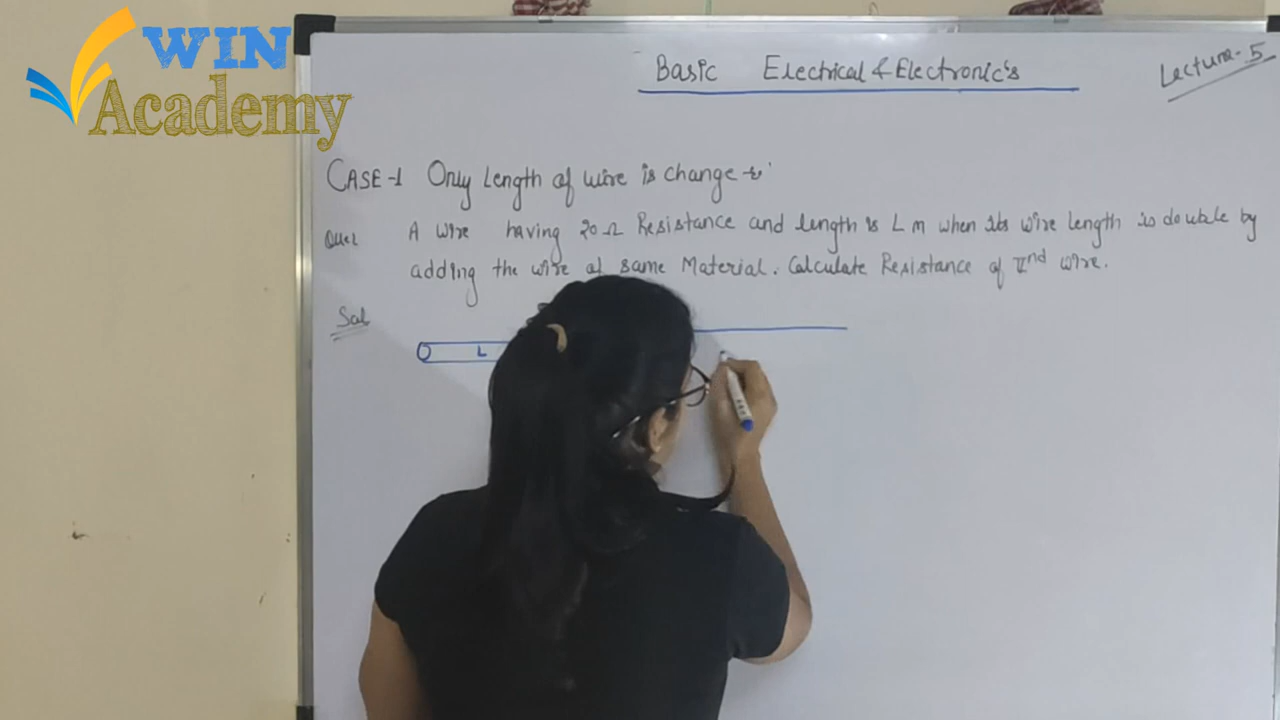 WIN
Academy
Basic Electrical & Electronic's
Lecture-5
CASE-1 Only Length of wire is change
A wire having 20 Ω Resistance and length is L m when its wire length is double by
adding the wire of same Material. Calculate Resistance of IInd wire.
Sol
L